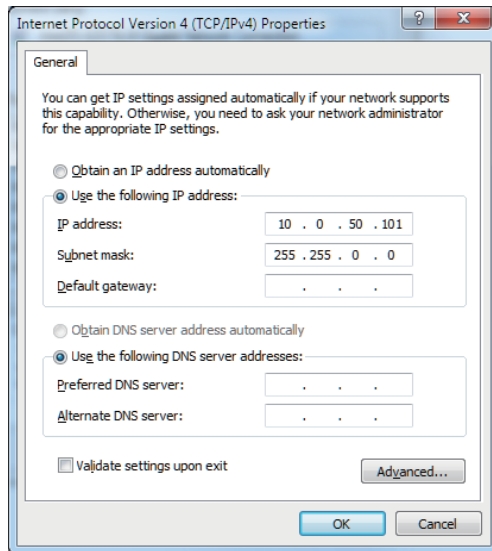 Internet Protocol Version 4 (TCP/IPv4) Properties
General
You can get IP settings assigned automatically if your network supports
this capability. Otherwise, you need to ask your network administrator
for the appropriate IP settings.
Obtain an IP address automatically
Use the following IP address:
IP address: 10 . 0 . 50 . 101
Subnet mask: 255 . 255 . 0 . 0
Default gateway: . . .
Obtain DNS server address automatically
Use the following DNS server addresses:
Preferred DNS server: . . .
Alternate DNS server: . . .
Validate settings upon exit
Advanced...
OK Cancel